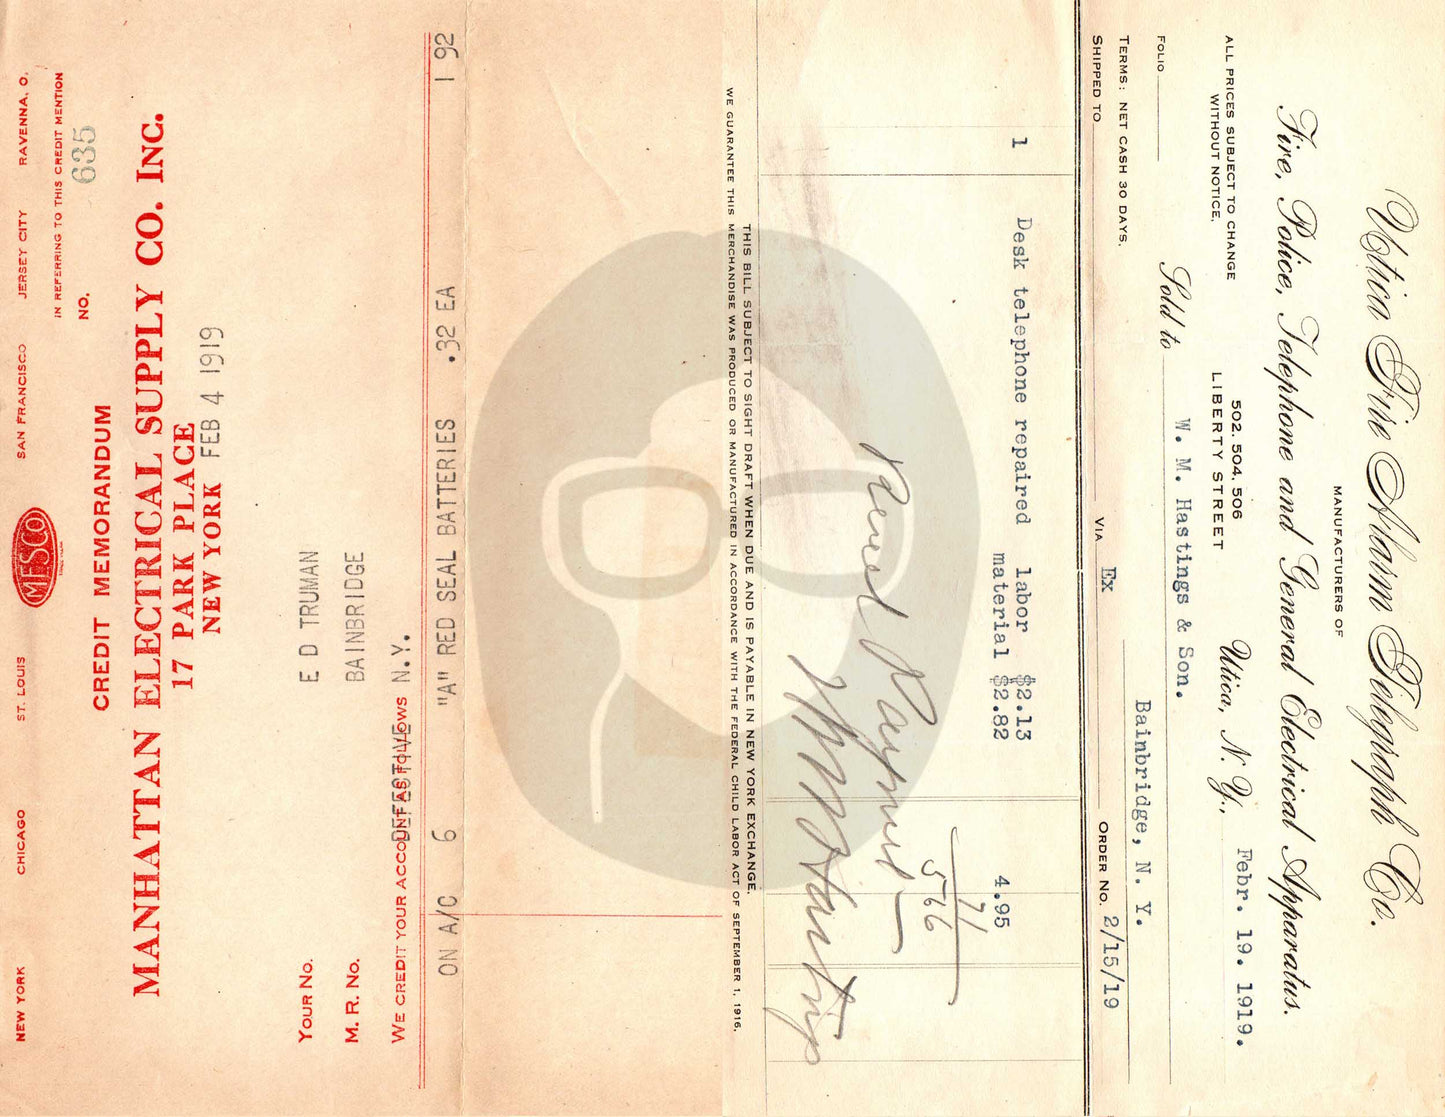 NEW YORK CHICAGO ST. LOUIS MESCO SAN FRANCISCO JERSEY CITY RAVENNA, O.
IN REFERRING TO THIS CREDIT MENTION
CREDIT MEMORANDUM NO. 635
MANHATTAN ELECTRICAL SUPPLY CO. INC.
17 PARK PLACE
NEW YORK FEB 4 1919
YOUR NO. E D TRUMAN
M. R. NO. BAINBRIDGE
WE CREDIT YOUR ACCOUNT AS FOLLOWS N.Y.
DEFECTIVE
ON A/C 6 "A" RED SEAL BATTERIES .32 EA 1 92
Utica Fire Alarm Telegraph Co.
MANUFACTURERS OF
Fire, Police, Telephone and General Electrical Apparatus.
ALL PRICES SUBJECT TO CHANGE
WITHOUT NOTICE.
502, 504, 506
LIBERTY STREET
Utica, N. Y., Febr. 19. 1919.
FOLIO
Sold to W. M. Hastings & Son.
Bainbridge, N. Y.
TERMS: NET CASH 30 DAYS.
SHIPPED TO VIA Ex ORDER NO. 2/15/19
1 Desk telephone repaired labor $2.13
material $2.82 4.95
71
566
Received Payment
THIS BILL SUBJECT TO SIGHT DRAFT WHEN DUE AND IS PAYABLE IN NEW YORK EXCHANGE.
WE GUARANTEE THIS MERCHANDISE WAS PRODUCED OR MANUFACTURED IN ACCORDANCE WITH THE FEDERAL CHILD LABOR ACT OF SEPTEMBER 1, 1916.